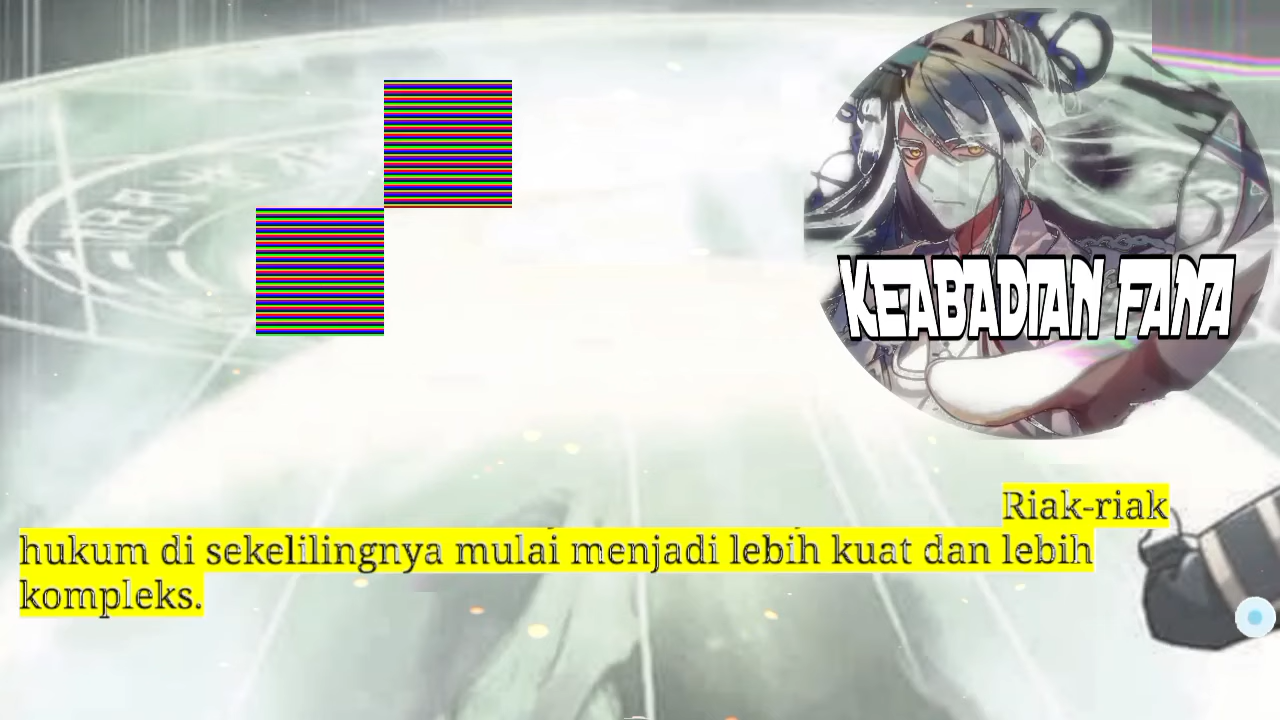 KEABADIAN FANA
Riak-riak
hukum di sekelilingnya mulai menjadi lebih kuat dan lebih
kompleks.